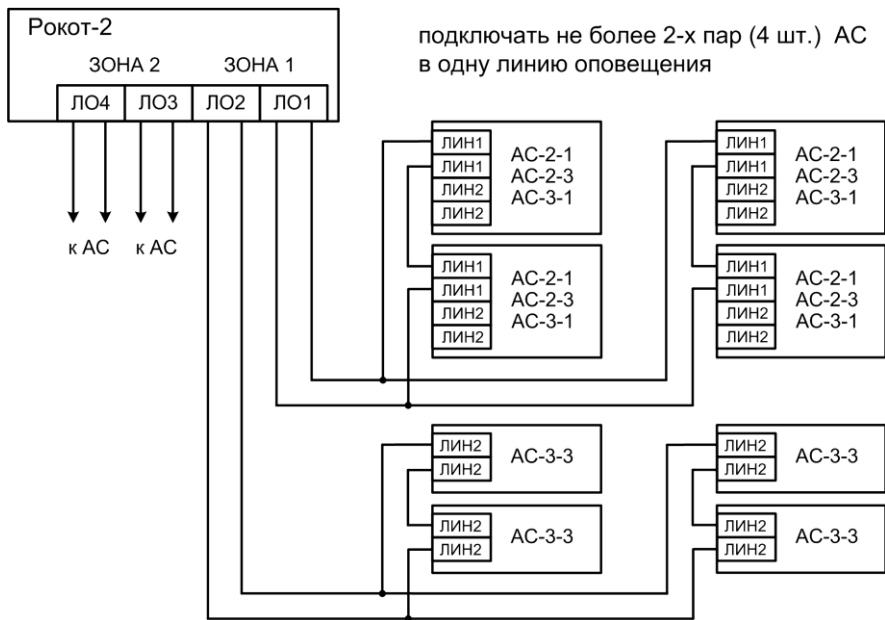 Рокот-2
подключать не более 2-х пар (4 шт.) АС
в одну линию оповещения
ЗОНА 2 ЗОНА 1
ЛО4 ЛО3 ЛО2 ЛО1
к АС к АС
ЛИН1
ЛИН1
ЛИН2
ЛИН2
АС-2-1
АС-2-3
АС-3-1
ЛИН1
ЛИН1
ЛИН2
ЛИН2
АС-2-1
АС-2-3
АС-3-1
ЛИН1
ЛИН1
ЛИН2
ЛИН2
АС-2-1
АС-2-3
АС-3-1
ЛИН1
ЛИН1
ЛИН2
ЛИН2
АС-2-1
АС-2-3
АС-3-1
ЛИН2
ЛИН2
АС-3-3
ЛИН2
ЛИН2
АС-3-3
ЛИН2
ЛИН2
АС-3-3
ЛИН2
ЛИН2
АС-3-3